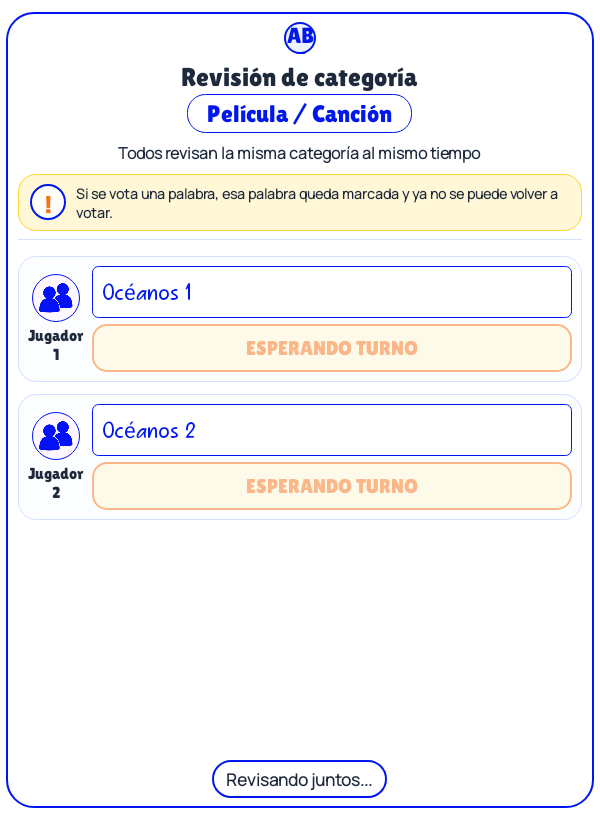 AB
Revisión de categoría
Película / Canción
Todos revisan la misma categoría al mismo tiempo
!
Si se vota una palabra, esa palabra queda marcada y ya no se puede volver a
votar.
Océanos 1
Jugador
1
ESPERANDO TURNO
Océanos 2
Jugador
2
ESPERANDO TURNO
Revisando juntos...